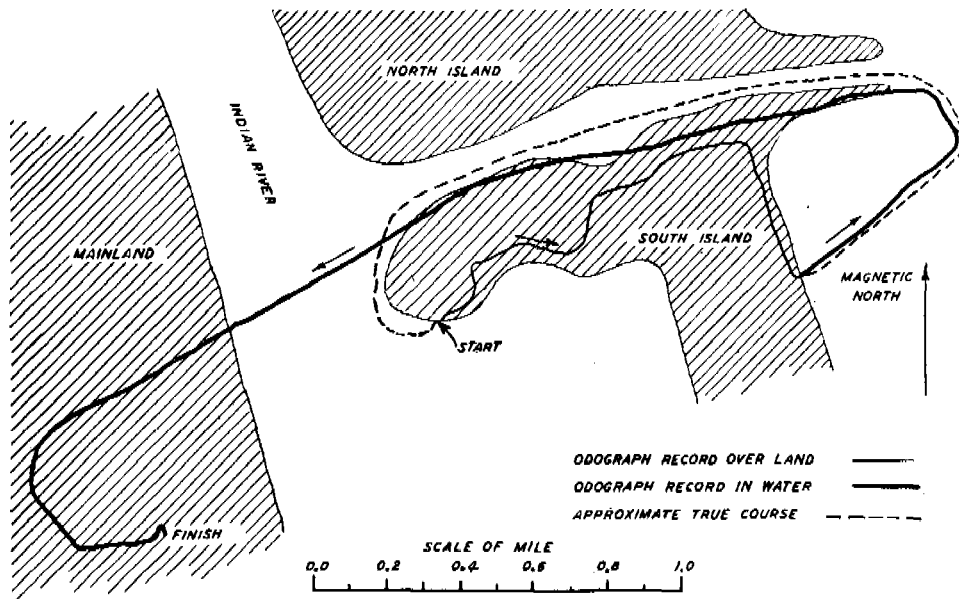 NORTH ISLAND
INDIAN RIVER
MAINLAND
SOUTH ISLAND
MAGNETIC
NORTH
START
ODOGRAPH RECORD OVER LAND
ODOGRAPH RECORD IN WATER
APPROXIMATE TRUE COURSE
FINISH
SCALE OF MILE
0.0 0.2 0.4 0.6 0.8 1.0